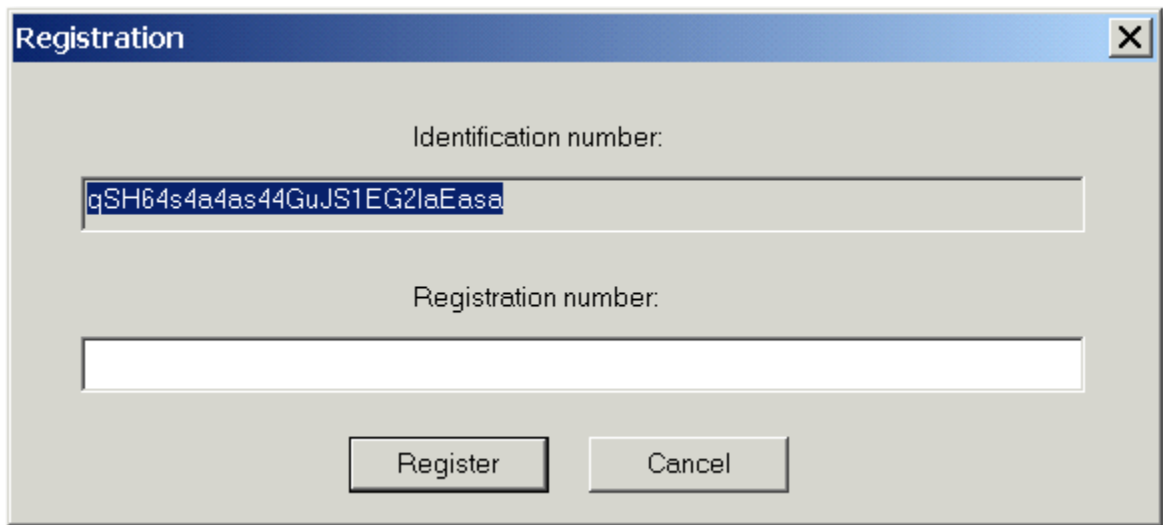 Registration
Identification number:
qSH64s4a4as44GuJS1EG2IaEasa
Registration number:
Register
Cancel